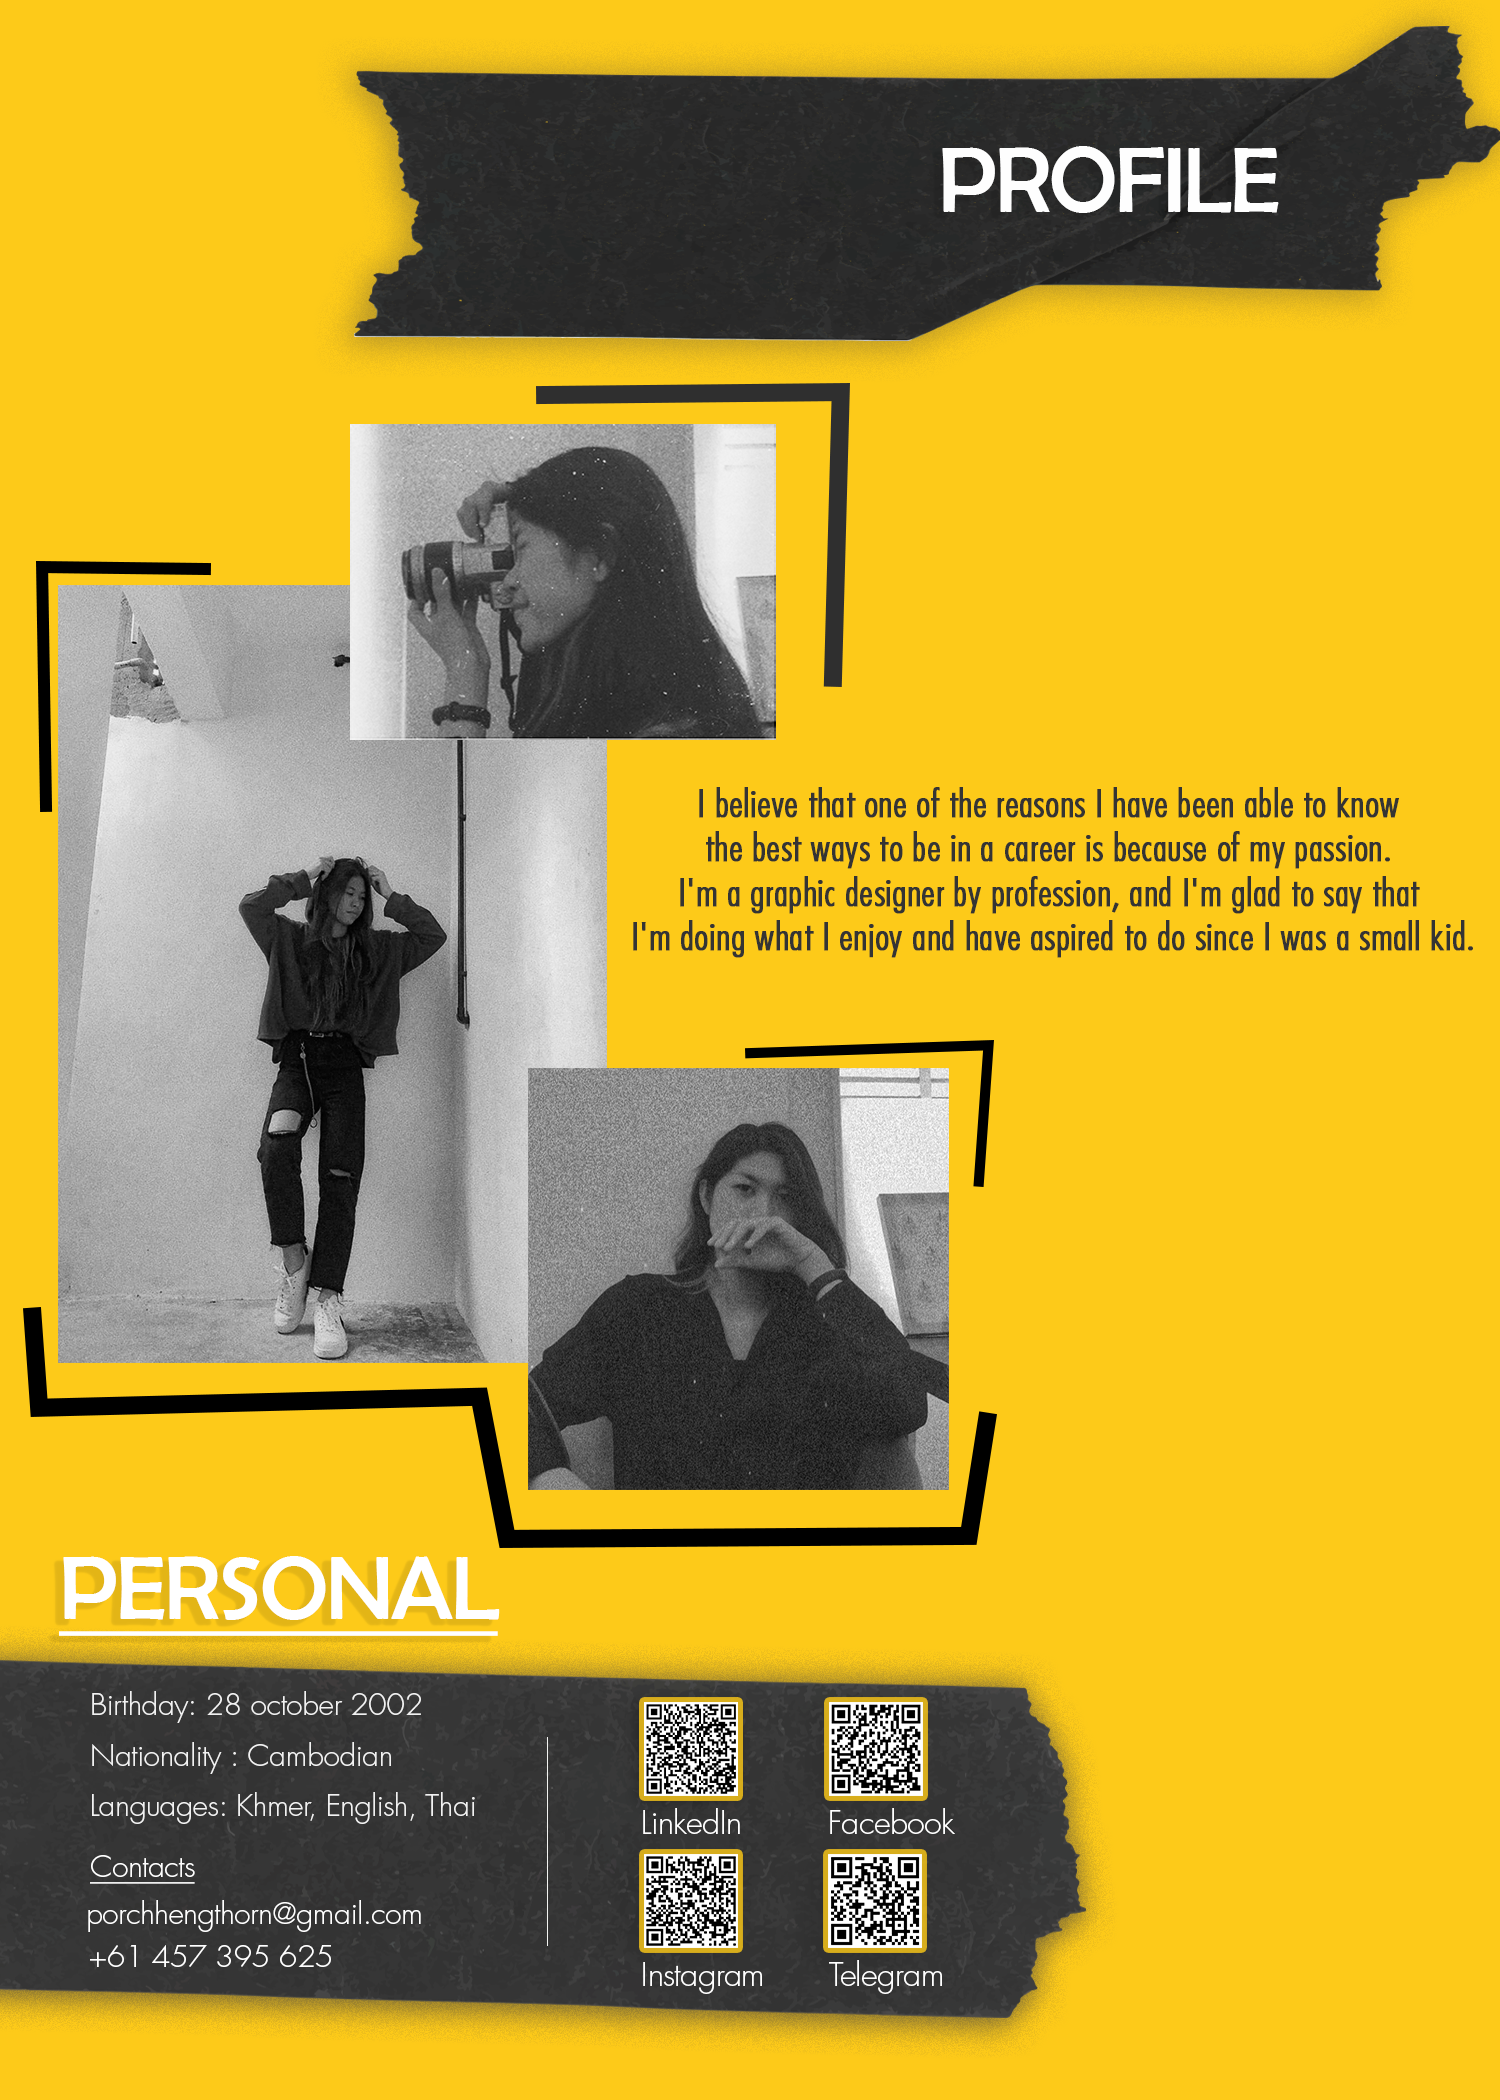 PROFILE
I believe that one of the reasons I have been able to know
the best ways to be in a career is because of my passion.
I'm a graphic designer by profession, and I'm glad to say that
I'm doing what I enjoy and have aspired to do since I was a small kid.
PERSONAL
Birthday: 28 october 2002
Nationality : Cambodian
Languages: Khmer, English, Thai
Contacts
porchhengthorn@gmail.com
+61 457 395 625
LinkedIn
Facebook
Instagram
Telegram